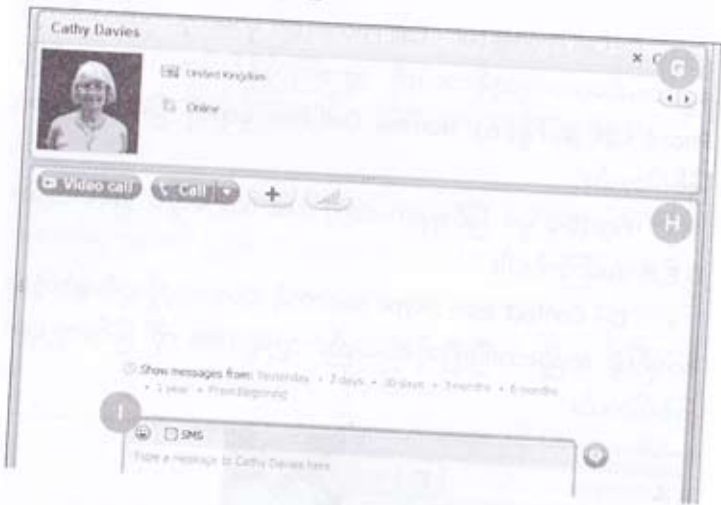 Cathy Davies
G
United Kingdom
Online
Video call
Call
H
Show messages from: Yesterday • 7 days • 30 days • 3 months • 6 months
• 1 year • From Beginning
I
SMS
Type a message to Cathy Davies here